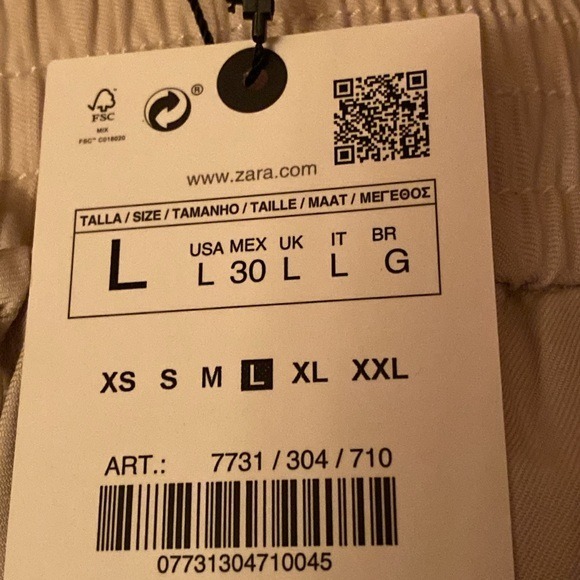 FSC
MIX
FSC™ C018020
®
www.zara.com
TALLA / SIZE / TAMANHO / TAILLE / MAAT / ΜΕΓΕΘΟΣ
L
USA MEX UK IT BR
L 30 L L G
XS S M L XL XXL
ART.: 7731 / 304 / 710
07731304710045